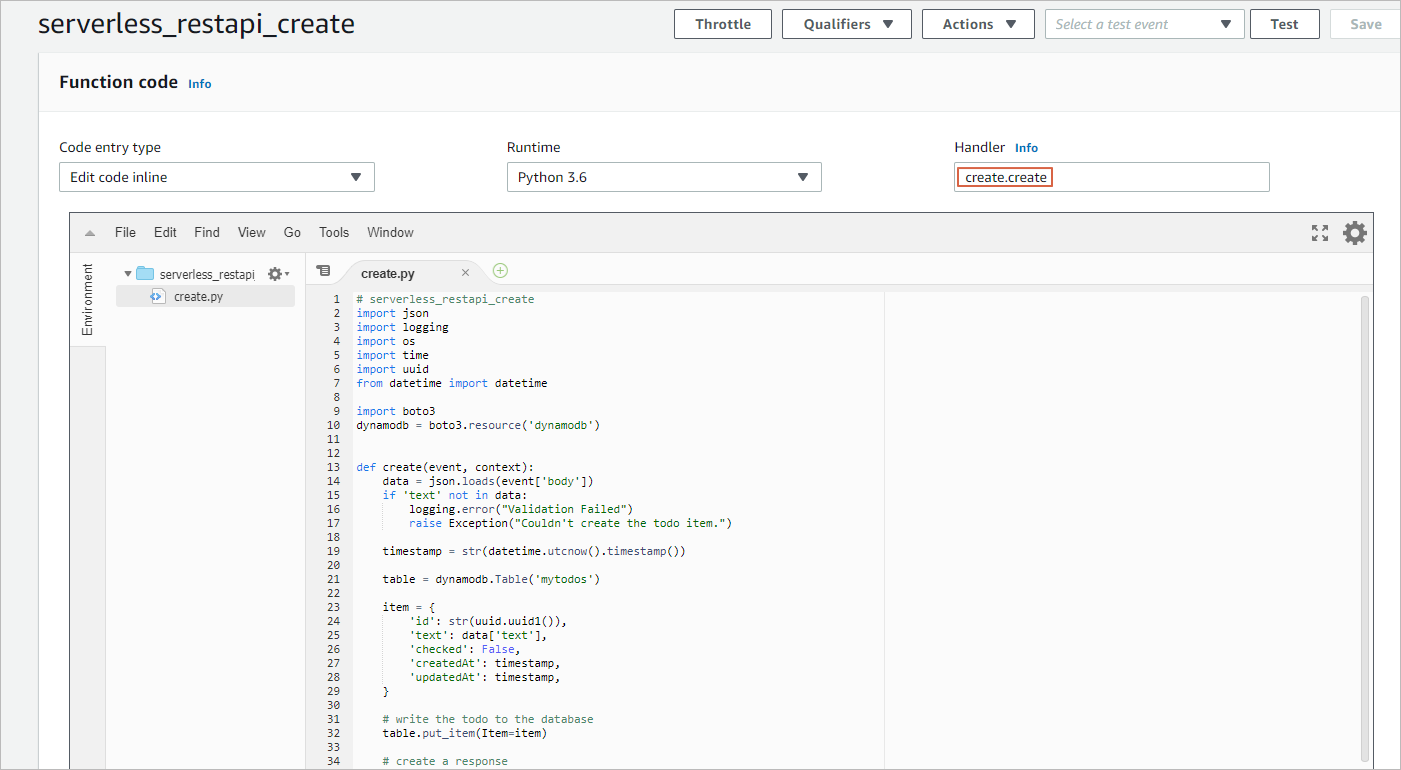 serverless_restapi_create
Throttle Qualifiers Actions Select a test event Test Save
Function code Info
Code entry type Runtime Handler Info
Edit code inline Python 3.6 create.create
File Edit Find View Go Tools Window
Environment
serverless_restapi
create.py
create.py
1 # serverless_restapi_create
2 import json
3 import logging
4 import os
5 import time
6 import uuid
7 from datetime import datetime
8
9 import boto3
10 dynamodb = boto3.resource('dynamodb')
11
12
13 def create(event, context):
14     data = json.loads(event['body'])
15     if 'text' not in data:
16         logging.error("Validation Failed")
17         raise Exception("Couldn't create the todo item.")
18
19     timestamp = str(datetime.utcnow().timestamp())
20
21     table = dynamodb.Table('mytodos')
22
23     item = {
24         'id': str(uuid.uuid1()),
25         'text': data['text'],
26         'checked': False,
27         'createdAt': timestamp,
28         'updatedAt': timestamp,
29     }
30
31     # write the todo to the database
32     table.put_item(Item=item)
33
34     # create a response